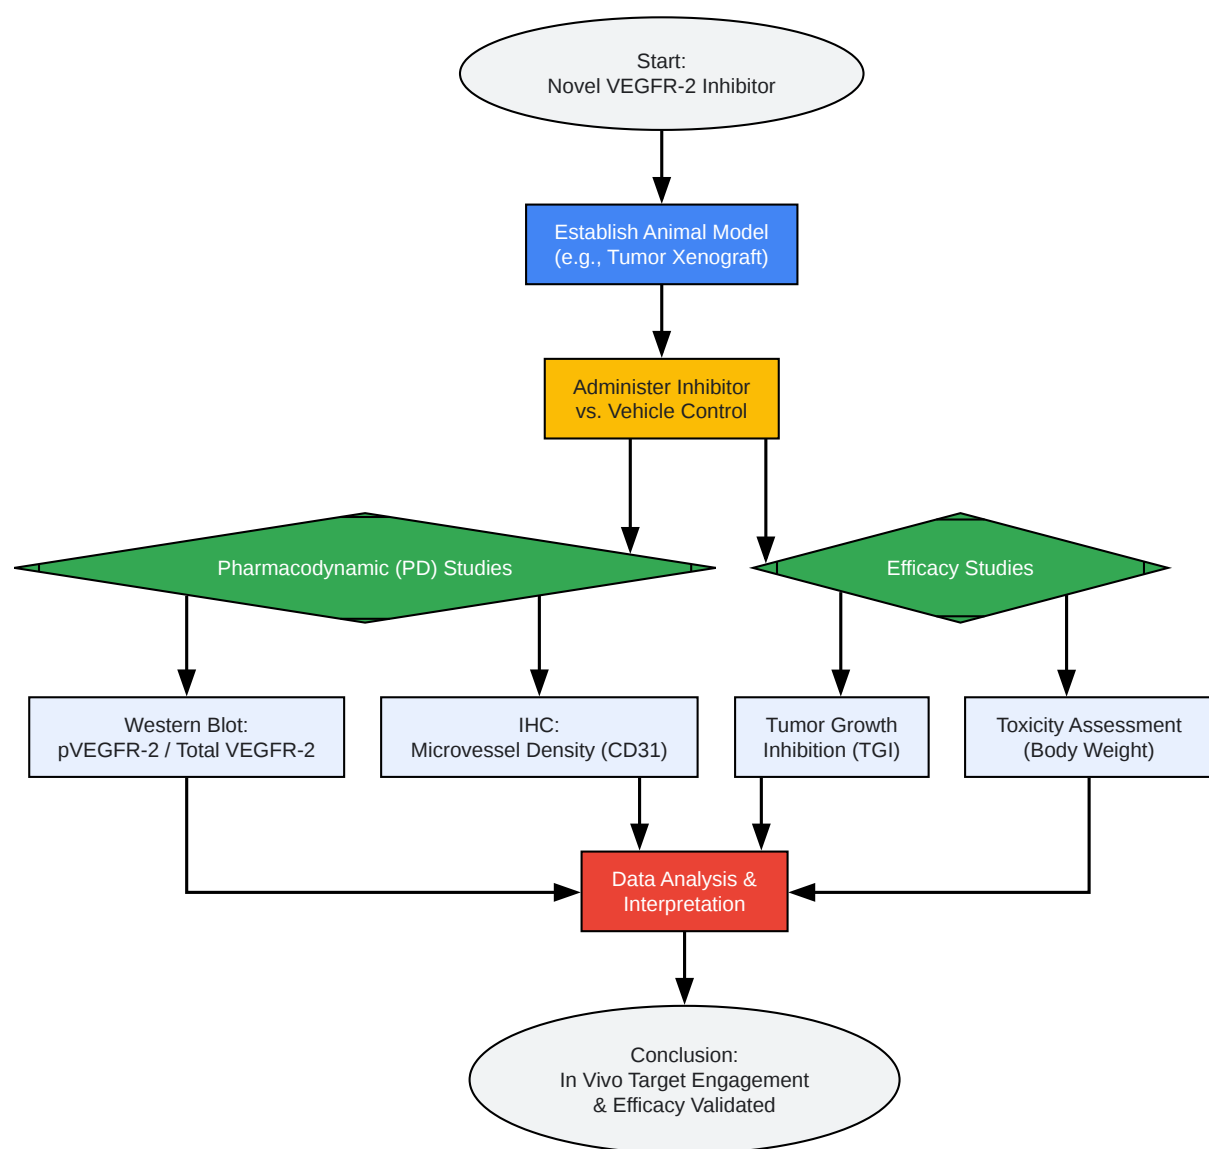 Start:
Novel VEGFR-2 Inhibitor
Establish Animal Model
(e.g., Tumor Xenograft)
Administer Inhibitor
vs. Vehicle Control
Pharmacodynamic (PD) Studies
Efficacy Studies
Western Blot:
pVEGFR-2 / Total VEGFR-2
IHC:
Microvessel Density (CD31)
Tumor Growth
Inhibition (TGI)
Toxicity Assessment
(Body Weight)
Data Analysis &
Interpretation
Conclusion:
In Vivo Target Engagement
& Efficacy Validated